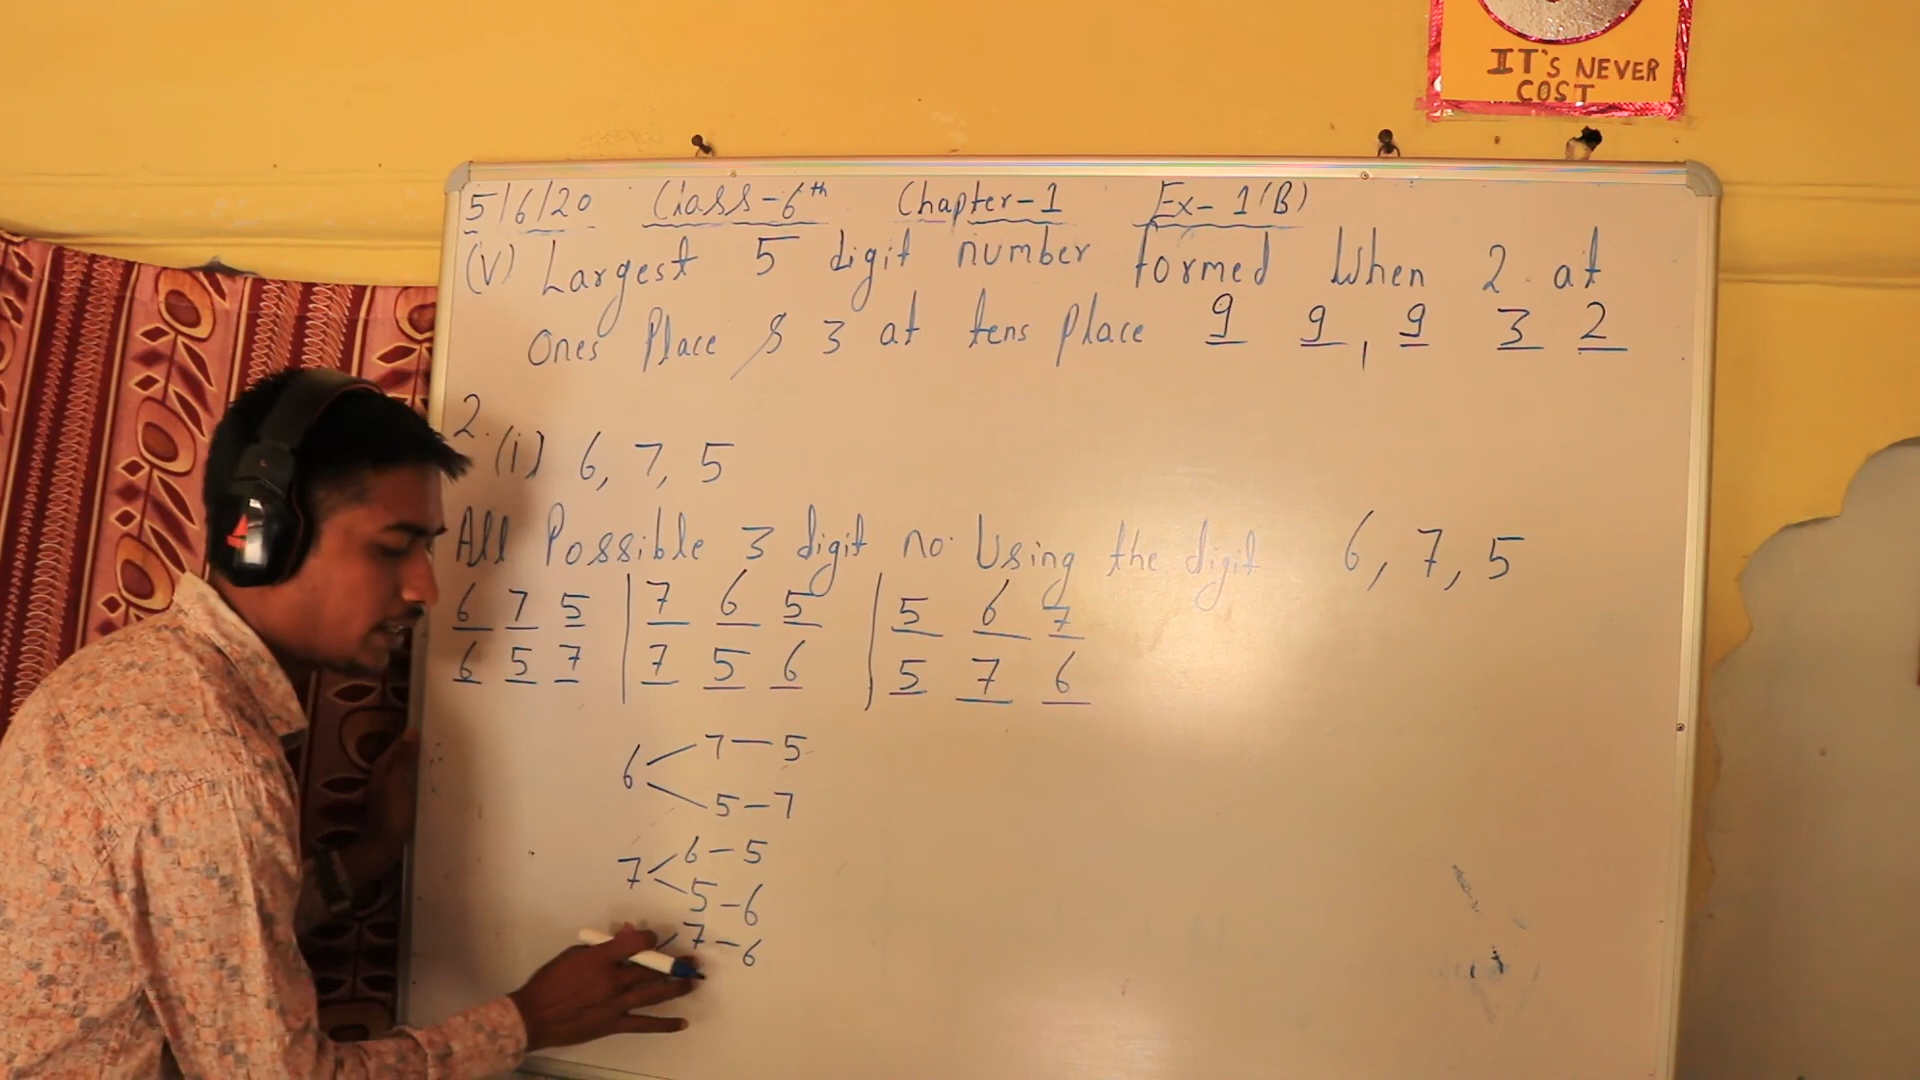 IT'S NEVER
COST
5/6/20 Class-6th Chapter-1 Ex-1(B)
(V) Largest 5 digit number formed When 2 at
Ones Place & 3 at tens place 9 9, 9 3 2
2. (i) 6, 7, 5
All Possible 3 digit no. Using the digit 6, 7, 5
6 7 5 | 7 6 5 | 5 6 7
6 5 7 | 7 5 6 | 5 7 6
7-5
6
5-7
6-5
7
5-6
7-6